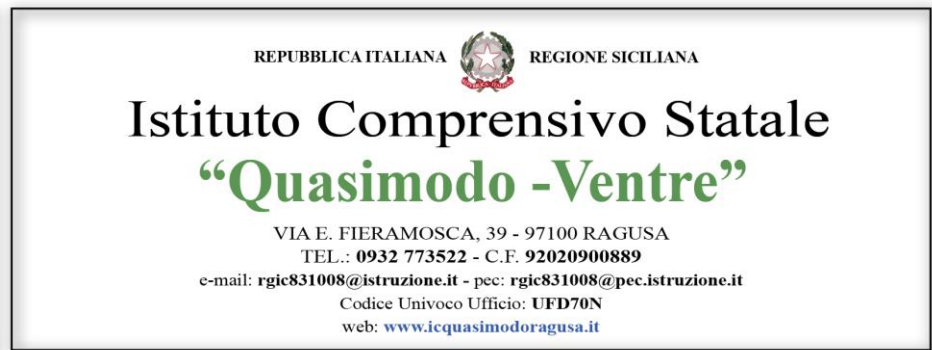 REPUBBLICA ITALIANA REGIONE SICILIANA
Istituto Comprensivo Statale
“Quasimodo -Ventre”
VIA E. FIERAMOSCA, 39 - 97100 RAGUSA
TEL.: 0932 773522 - C.F. 92020900889
e-mail: rgic831008@istruzione.it - pec: rgic831008@pec.istruzione.it
Codice Univoco Ufficio: UFD70N
web: www.icquasimodoragusa.it